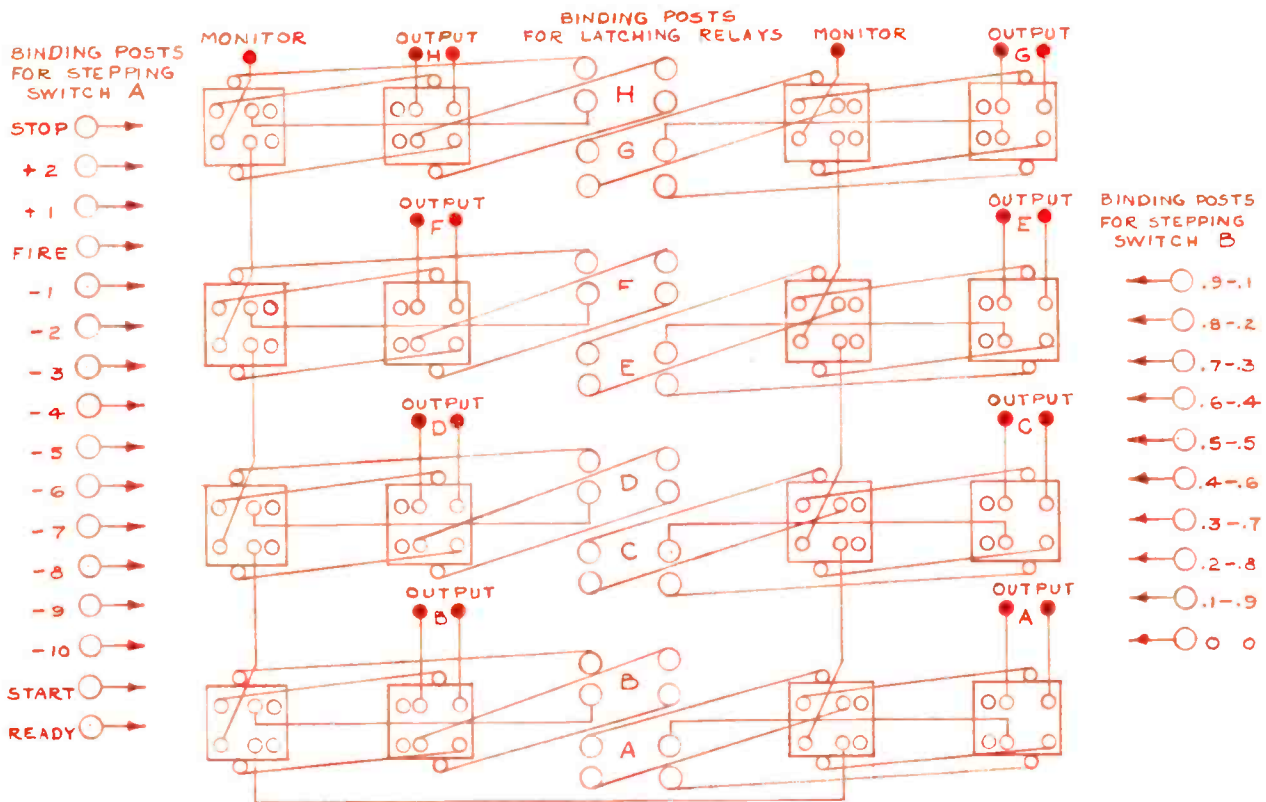 BINDING POSTS
FOR STEPPING
SWITCH A
STOP
+2
+1
FIRE
-1
-2
-3
-4
-5
-6
-7
-8
-9
-10
START
READY
MONITOR
OUTPUT
H
BINDING POSTS
FOR LATCHING RELAYS
MONITOR
OUTPUT
G
H
G
OUTPUT
F
OUTPUT
E
F
E
OUTPUT
D
OUTPUT
C
D
C
OUTPUT
B
OUTPUT
A
B
A
BINDING POSTS
FOR STEPPING
SWITCH B
.9-.1
.8-.2
.7-.3
.6-.4
.5-.5
.4-.6
.3-.7
.2-.8
.1-.9
0 0